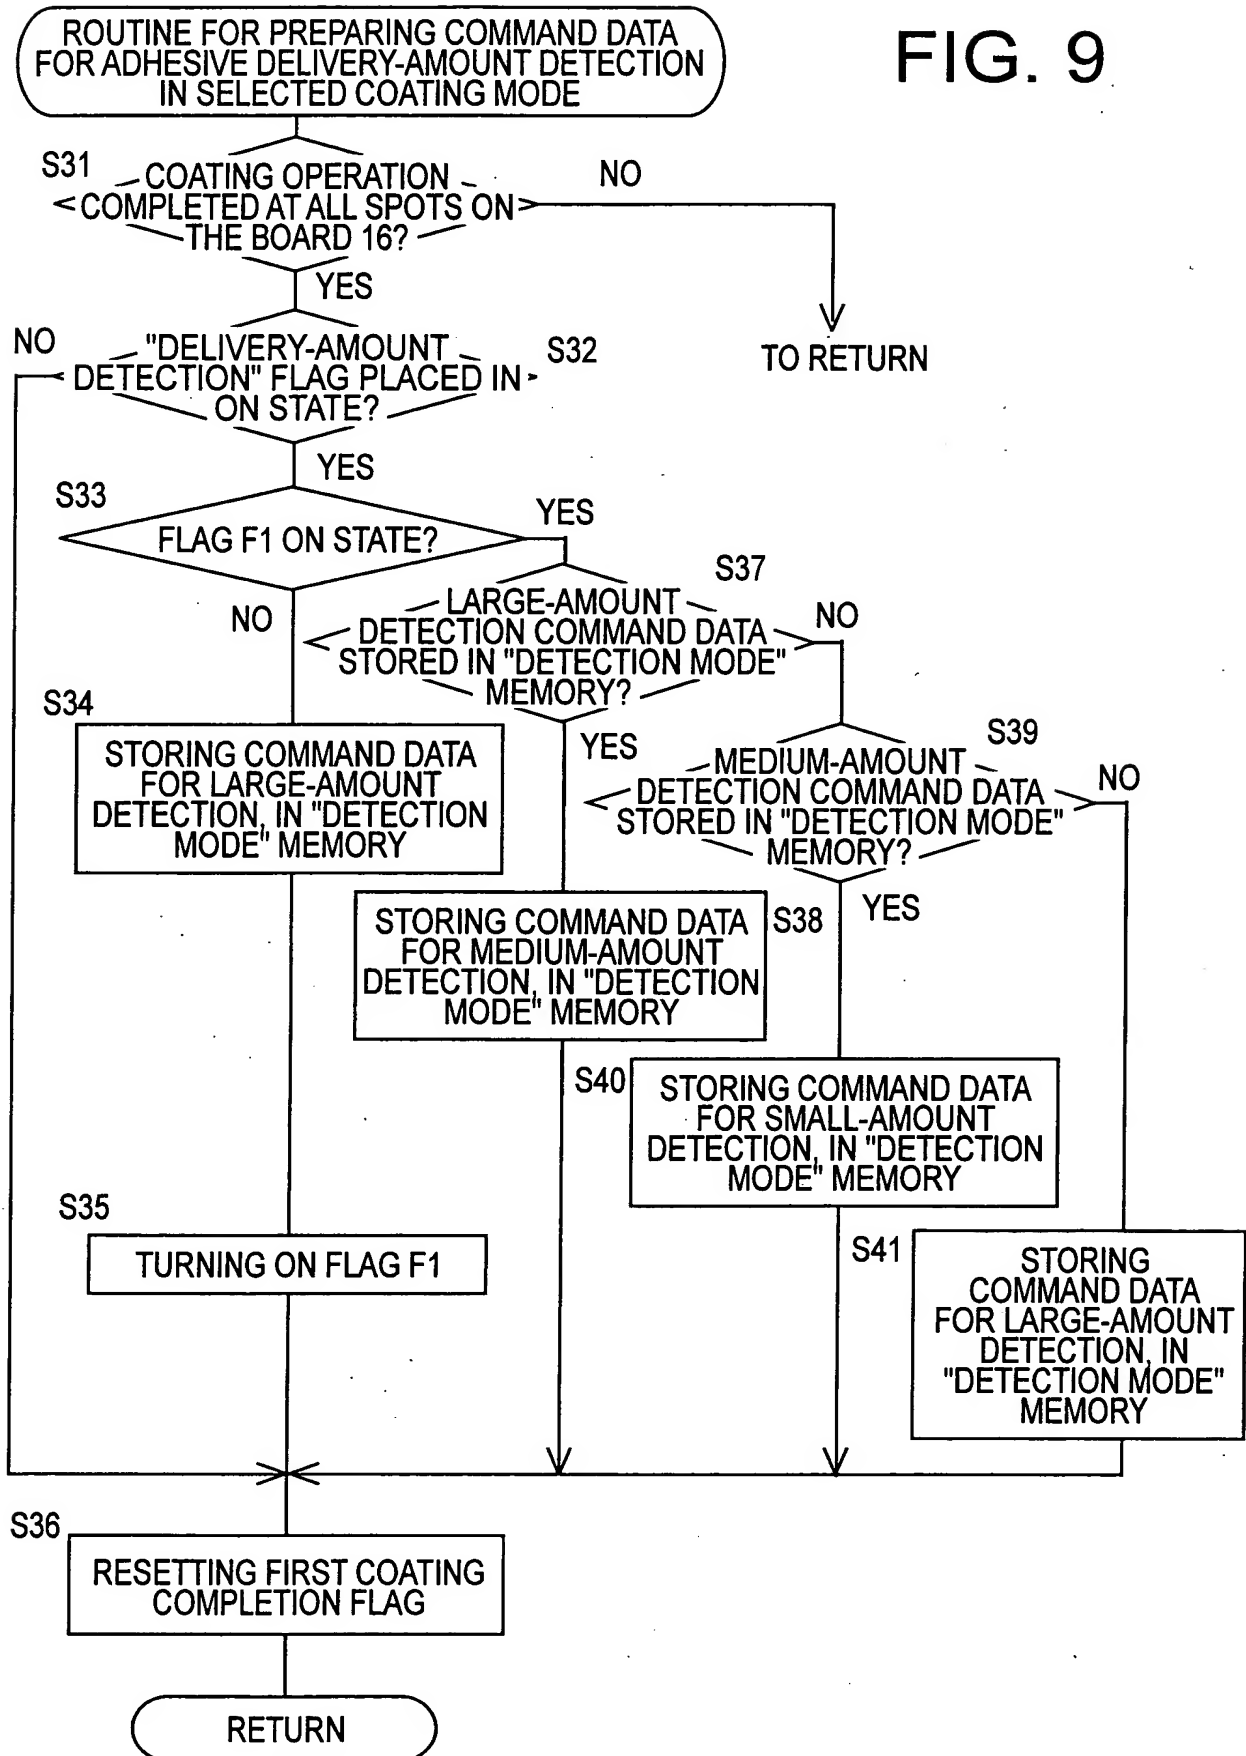 FIG. 9
ROUTINE FOR PREPARING COMMAND DATA
FOR ADHESIVE DELIVERY-AMOUNT DETECTION
IN SELECTED COATING MODE
S31
COATING OPERATION
COMPLETED AT ALL SPOTS ON
THE BOARD 16?
NO
YES
TO RETURN
NO
"DELIVERY-AMOUNT
DETECTION" FLAG PLACED IN
ON STATE?
S32
YES
S33
FLAG F1 ON STATE?
YES
NO
S37
LARGE-AMOUNT
DETECTION COMMAND DATA
STORED IN "DETECTION MODE"
MEMORY?
NO
YES
S34
STORING COMMAND DATA
FOR LARGE-AMOUNT
DETECTION, IN "DETECTION
MODE" MEMORY
S39
MEDIUM-AMOUNT
DETECTION COMMAND DATA
STORED IN "DETECTION MODE"
MEMORY?
NO
YES
STORING COMMAND DATA
FOR MEDIUM-AMOUNT
DETECTION, IN "DETECTION
MODE" MEMORY
S38
S40
STORING COMMAND DATA
FOR SMALL-AMOUNT
DETECTION, IN "DETECTION
MODE" MEMORY
S35
TURNING ON FLAG F1
S41
STORING
COMMAND DATA
FOR LARGE-AMOUNT
DETECTION, IN
"DETECTION MODE"
MEMORY
S36
RESETTING FIRST COATING
COMPLETION FLAG
RETURN